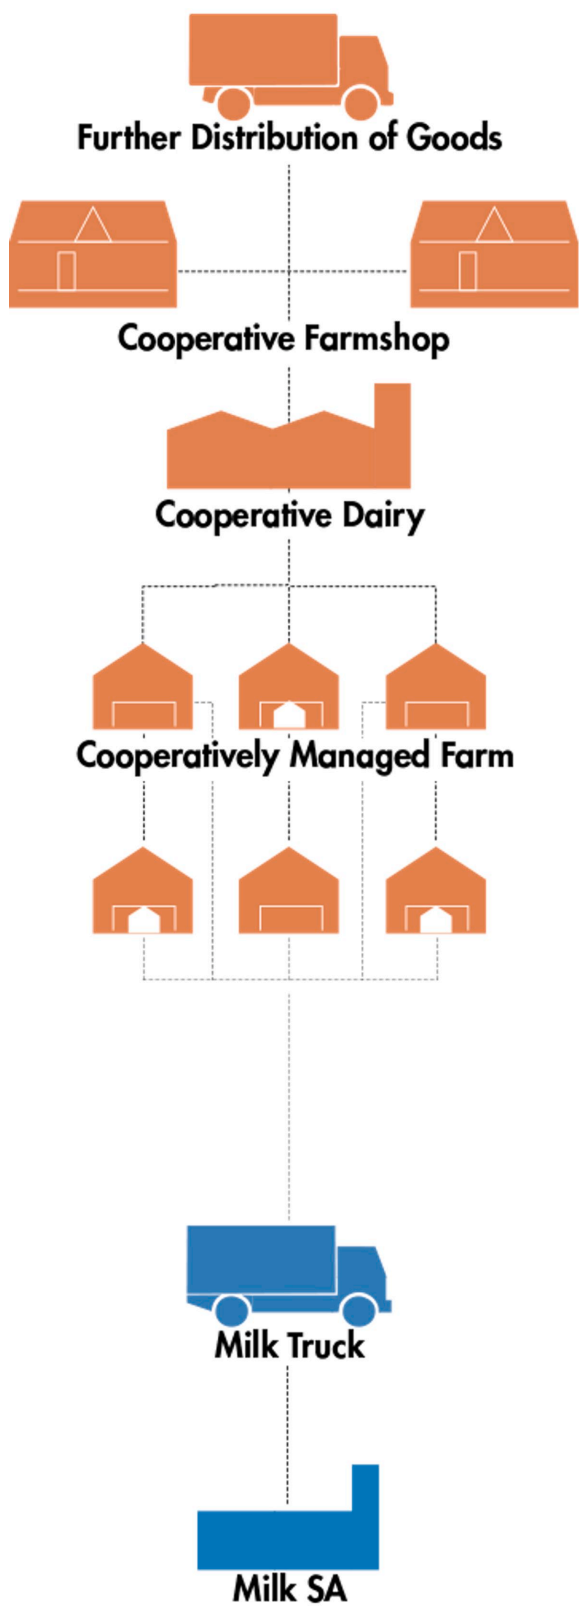 Further Distribution of Goods
Cooperative Farmshop
Cooperative Dairy
Cooperatively Managed Farm
Milk Truck
Milk SA